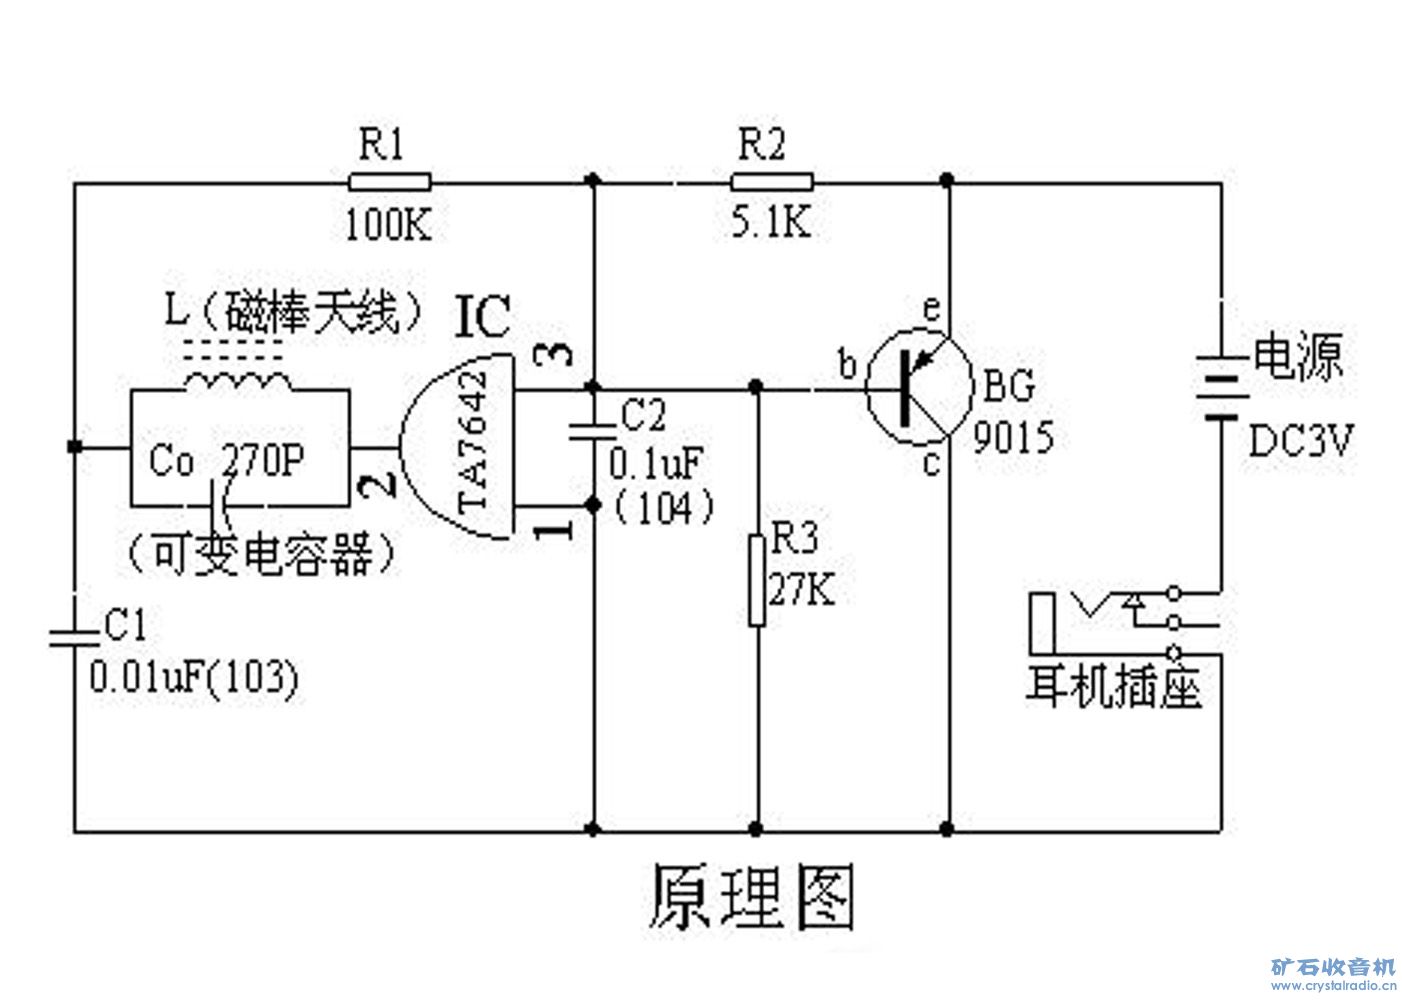 R1
R2
100K
5.1K
L（磁棒天线）
IC
3
TA7642
2
1
Co 270P
（可变电容器）
C1
0.01uF(103)
C2
0.1uF
（104）
R3
27K
e
b
c
BG
9015
电源
DC3V
耳机插座
原理图
矿石收音机
www.crystalradio.cn